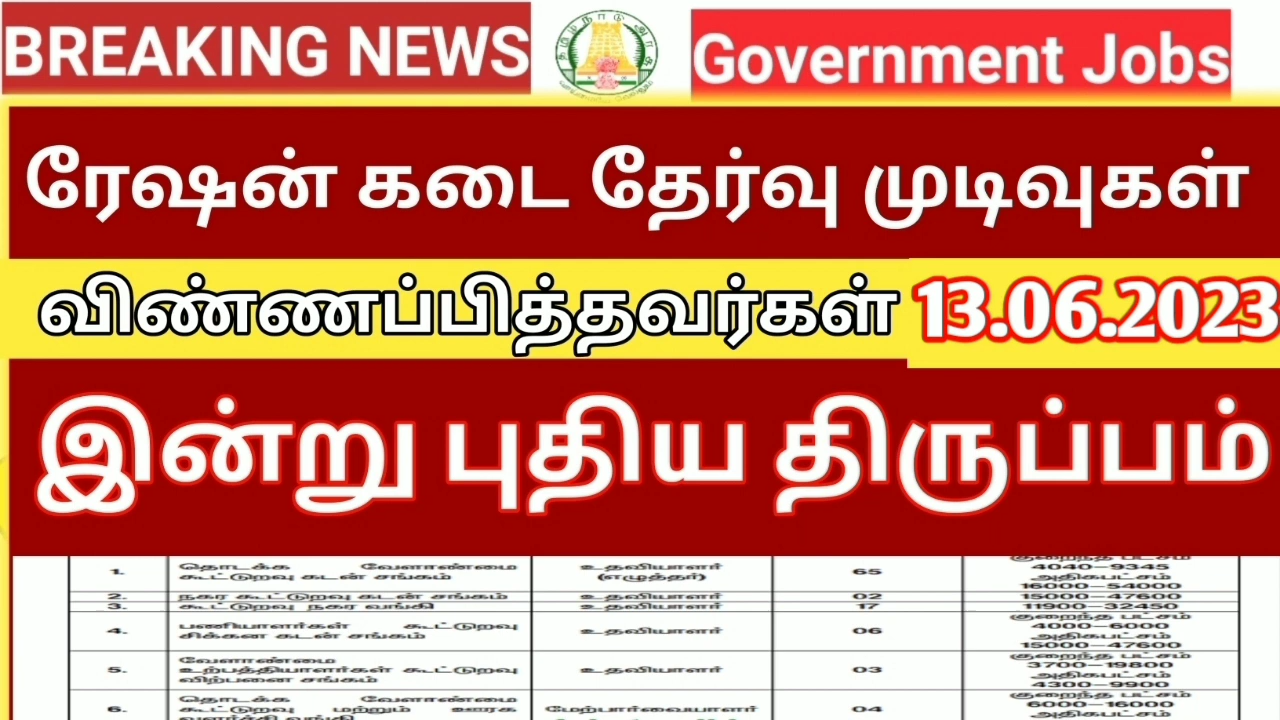 BREAKING NEWS
Government Jobs
ரேஷன் கடை தேர்வு முடிவுகள்
விண்ணப்பித்தவர்கள் 13.06.2023
இன்று புதிய திருப்பம்
1. தொடக்க வேளாண்மை கூட்டுறவு கடன் சங்கம் உதவியாளர் (எழுத்தர்) 65 குறைந்த பட்சம் 4040–9345 அதிகபட்சம் 16000–54000
2. நகர கூட்டுறவு கடன் சங்கம் உதவியாளர் 02 15000–47600
3. கூட்டுறவு நகர வங்கி உதவியாளர் 17 11900–32450
4. பணியாளர்கள் கூட்டுறவு சிக்கன கடன் சங்கம் உதவியாளர் 06 குறைந்த பட்சம் 4000–6000 அதிகபட்சம் 15000–47600
5. வேளாண்மை உற்பத்தியாளர்கள் கூட்டுறவு விற்பனை சங்கம் உதவியாளர் 03 குறைந்த பட்சம் 3700–19800 அதிகபட்சம் 4300–9900
6. தொடக்க வேளாண்மை கூட்டுறவு மற்றும் ஊரக வளர்ச்சி வங்கி மேற்பார்வையாளர் 04 குறைந்த பட்சம் 6000–16000 அதிகபட்சம்